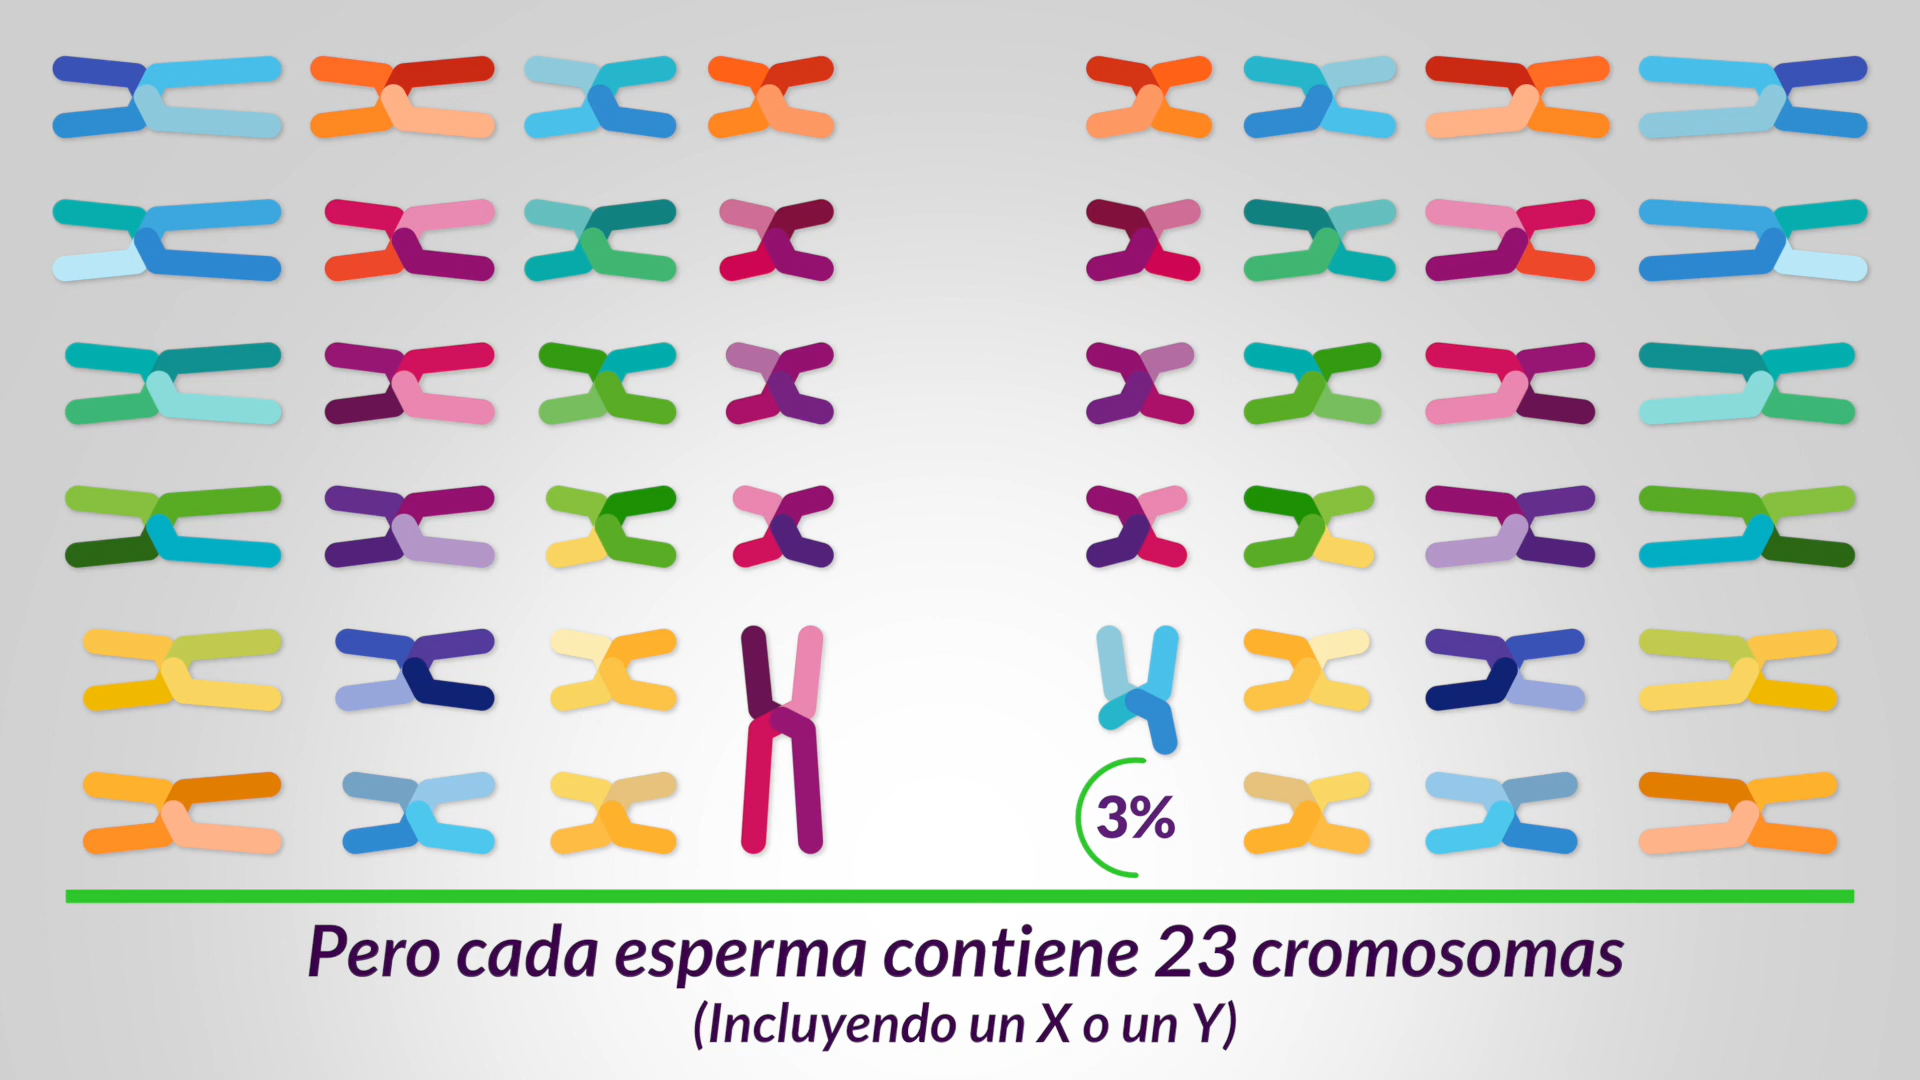 3%
Pero cada esperma contiene 23 cromosomas
(Incluyendo un X o un Y)